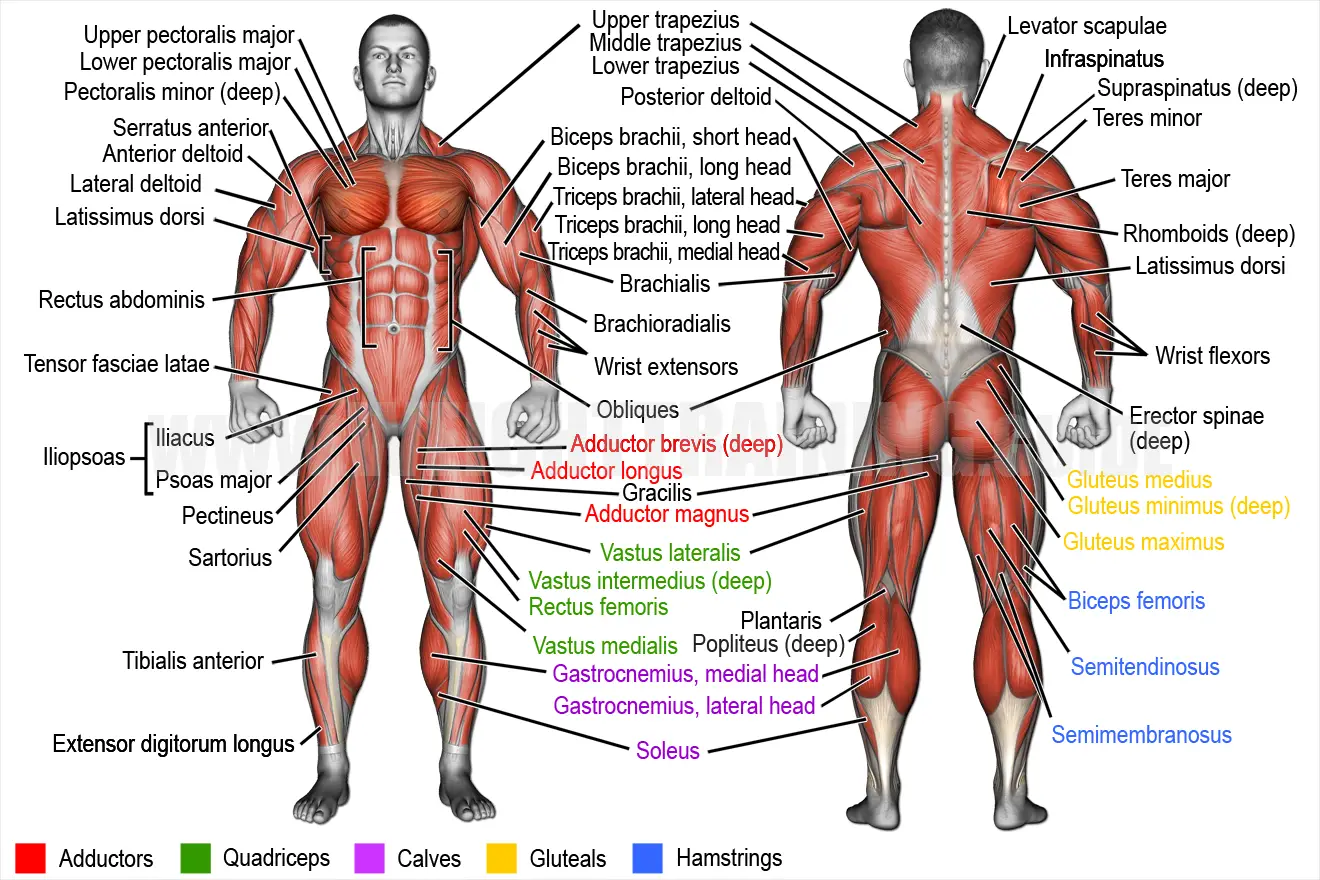 Upper pectoralis major
Lower pectoralis major
Pectoralis minor (deep)
Serratus anterior
Anterior deltoid
Lateral deltoid
Latissimus dorsi
Rectus abdominis
Tensor fasciae latae
Iliopsoas
Iliacus
Psoas major
Pectineus
Sartorius
Tibialis anterior
Extensor digitorum longus
Upper trapezius
Middle trapezius
Lower trapezius
Posterior deltoid
Biceps brachii, short head
Biceps brachii, long head
Triceps brachii, lateral head
Triceps brachii, long head
Triceps brachii, medial head
Brachialis
Brachioradialis
Wrist extensors
Obliques
Adductor brevis (deep)
Adductor longus
Gracilis
Adductor magnus
Vastus lateralis
Vastus intermedius (deep)
Rectus femoris
Vastus medialis
Plantaris
Popliteus (deep)
Gastrocnemius, medial head
Gastrocnemius, lateral head
Soleus
Levator scapulae
Infraspinatus
Supraspinatus (deep)
Teres minor
Teres major
Rhomboids (deep)
Latissimus dorsi
Wrist flexors
Erector spinae
(deep)
Gluteus medius
Gluteus minimus (deep)
Gluteus maximus
Biceps femoris
Semitendinosus
Semimembranosus
Adductors
Quadriceps
Calves
Gluteals
Hamstrings